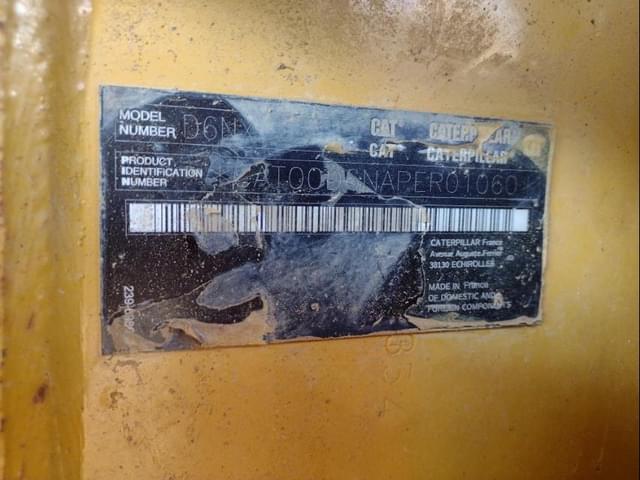 MODEL
NUMBER D6N
CAT CATERPILLAR
CAT CATERPILLAR
PRODUCT
IDENTIFICATION
NUMBER
CATERPILLAR France
Avenue Auguste Ferrier
38130 ECHIROLLES
MADE IN France
OF DOMESTIC AND
FOREIGN COMPONENTS